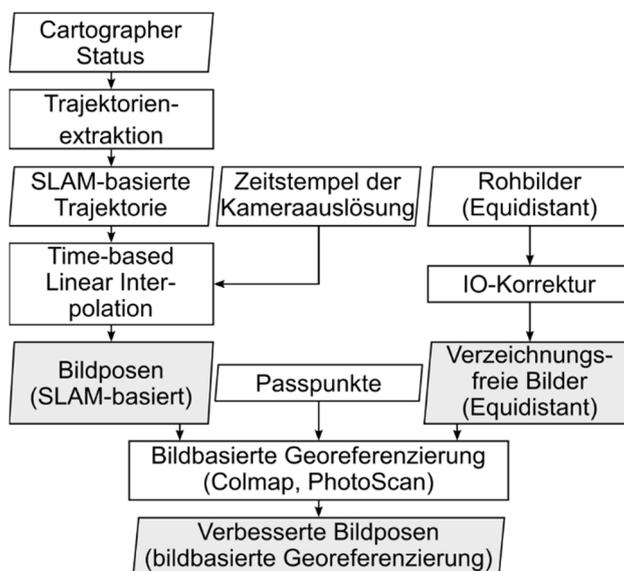 Cartographer
Status
Trajektorien-
extraktion
SLAM-basierte
Trajektorie
Zeitstempel der
Kameraauslösung
Rohbilder
(Equidistant)
Time-based
Linear Inter-
polation
IO-Korrektur
Bildposen
(SLAM-basiert)
Passpunkte
Verzeichnungs-
freie Bilder
(Equidistant)
Bildbasierte Georeferenzierung
(Colmap, PhotoScan)
Verbesserte Bildposen
(bildbasierte Georeferenzierung)